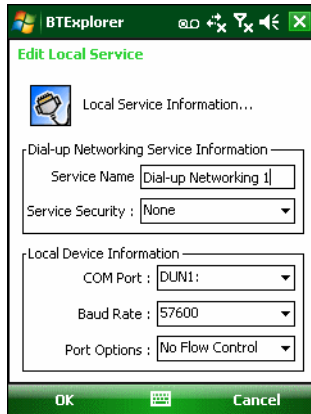 BTExplorer
Edit Local Service
Local Service Information...
Dial-up Networking Service Information
Service Name Dial-up Networking 1
Service Security : None
Local Device Information
COM Port : DUN1:
Baud Rate : 57600
Port Options : No Flow Control
OK Cancel